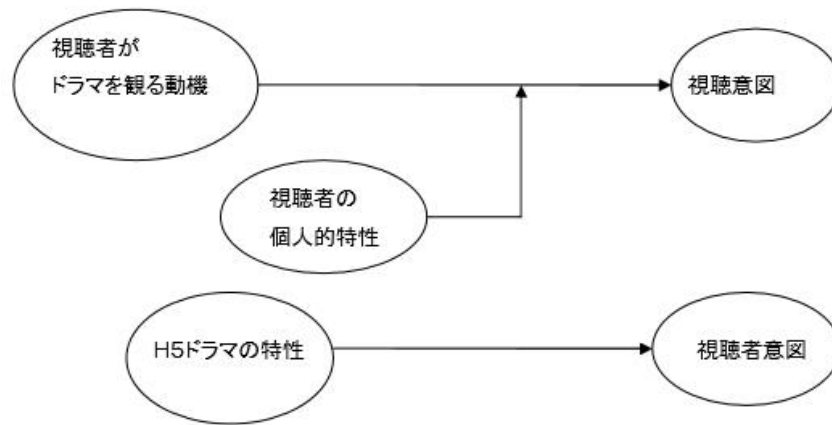 視聴者が
ドラマを観る動機
視聴意図
視聴者の
個人的特性
H5ドラマの特性
視聴者意図